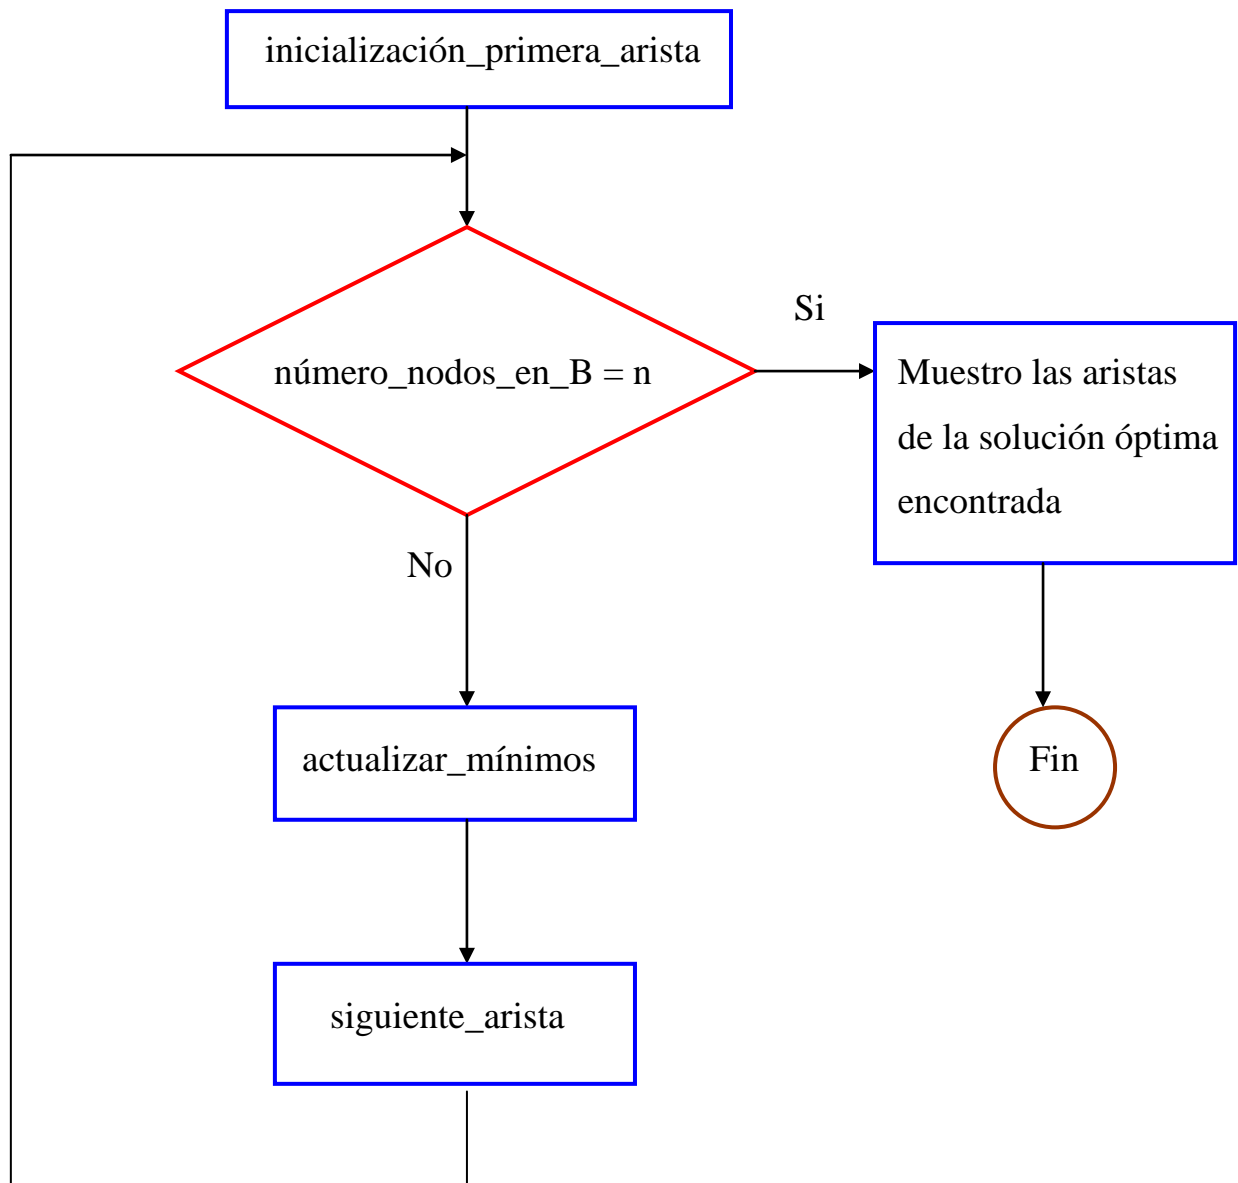 inicialización_primera_arista
número_nodos_en_B = n
Si
Muestro las aristas
de la solución óptima
encontrada
No
actualizar_mínimos
Fin
siguiente_arista